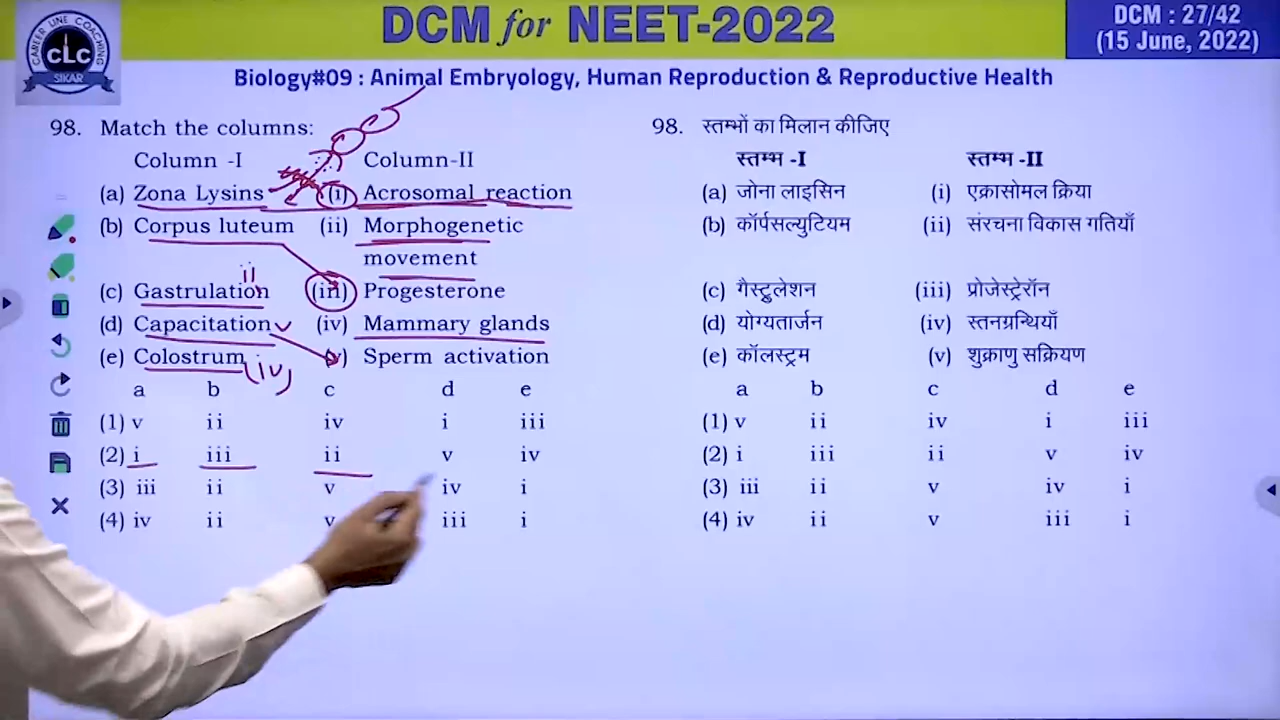 DCM for NEET-2022
DCM : 27/42
(15 June, 2022)
CAREER LINE COACHING
CLC
SIKAR
Biology#09 : Animal Embryology, Human Reproduction & Reproductive Health
98. Match the columns:
Column -I Column-II
(a) Zona Lysins (i) Acrosomal reaction
(b) Corpus luteum (ii) Morphogenetic
movement
ii
(c) Gastrulation (iii) Progesterone
(d) Capacitation v (iv) Mammary glands
(e) Colostrum (iv) (v) Sperm activation
a b c d e
(1) v ii iv i iii
(2) i iii ii v iv
(3) iii ii v iv i
(4) iv ii v iii i
98. स्तम्भों का मिलान कीजिए
स्तम्भ -I स्तम्भ -II
(a) जोना लाइसिन (i) एक्रासोमल क्रिया
(b) कॉर्पसल्युटियम (ii) संरचना विकास गतियाँ
(c) गैस्ट्रुलेशन (iii) प्रोजेस्ट्रेरॉन
(d) योग्यतार्जन (iv) स्तनग्रन्थियाँ
(e) कॉलस्ट्रम (v) शुक्राणु सक्रियण
a b c d e
(1) v ii iv i iii
(2) i iii ii v iv
(3) iii ii v iv i
(4) iv ii v iii i